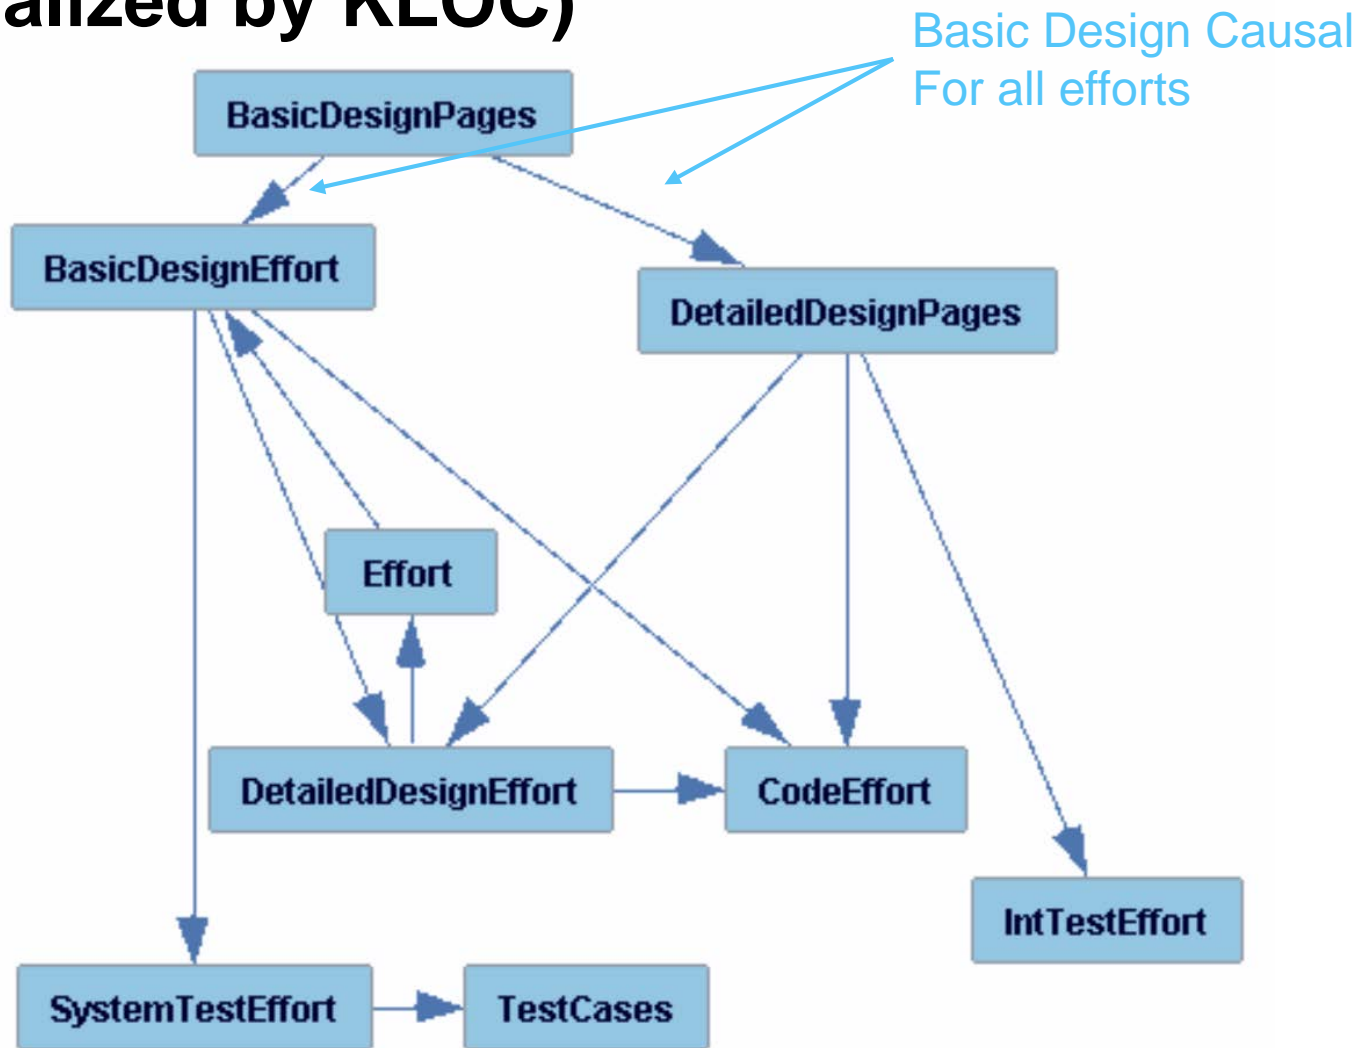 alized by KLOC)
Basic Design Causal
For all efforts
BasicDesignPages
BasicDesignEffort
DetailedDesignPages
Effort
DetailedDesignEffort
CodeEffort
IntTestEffort
SystemTestEffort
TestCases